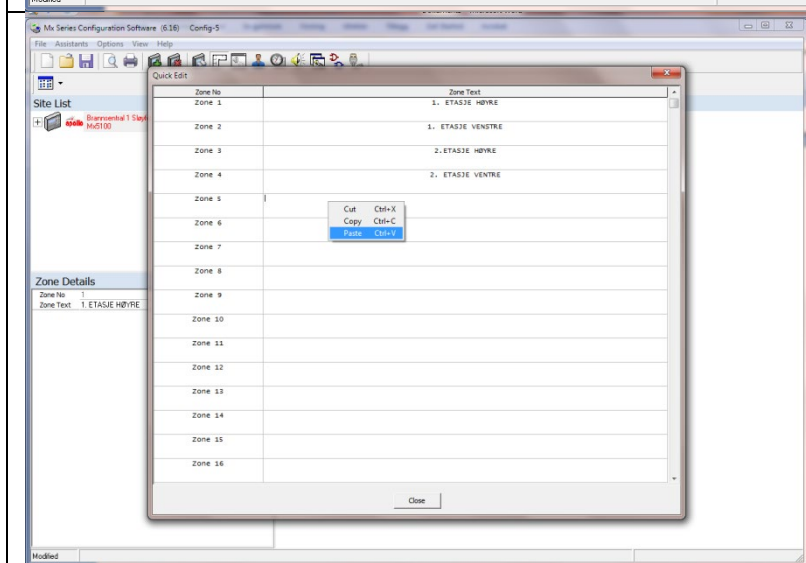 Modified
Mx Series Configuration Software (6.16) Config-5
File Assistants Options View Help
Quick Edit
Site List
Brannsentral 1 Sløyf
apollo Mx5100
Zone No Zone Text
Zone 1 1. ETASJE HØYRE
Zone 2 1. ETASJE VENSTRE
Zone 3 2.ETASJE HØYRE
Zone 4 2. ETASJE VENTRE
Zone 5
Cut Ctrl+X
Copy Ctrl+C
Paste Ctrl+V
Zone 6
Zone 7
Zone 8
Zone 9
Zone 10
Zone 11
Zone 12
Zone 13
Zone 14
Zone 15
Zone 16
Close
Zone Details
Zone No 1
Zone Text 1. ETASJE HØYRE
Modified